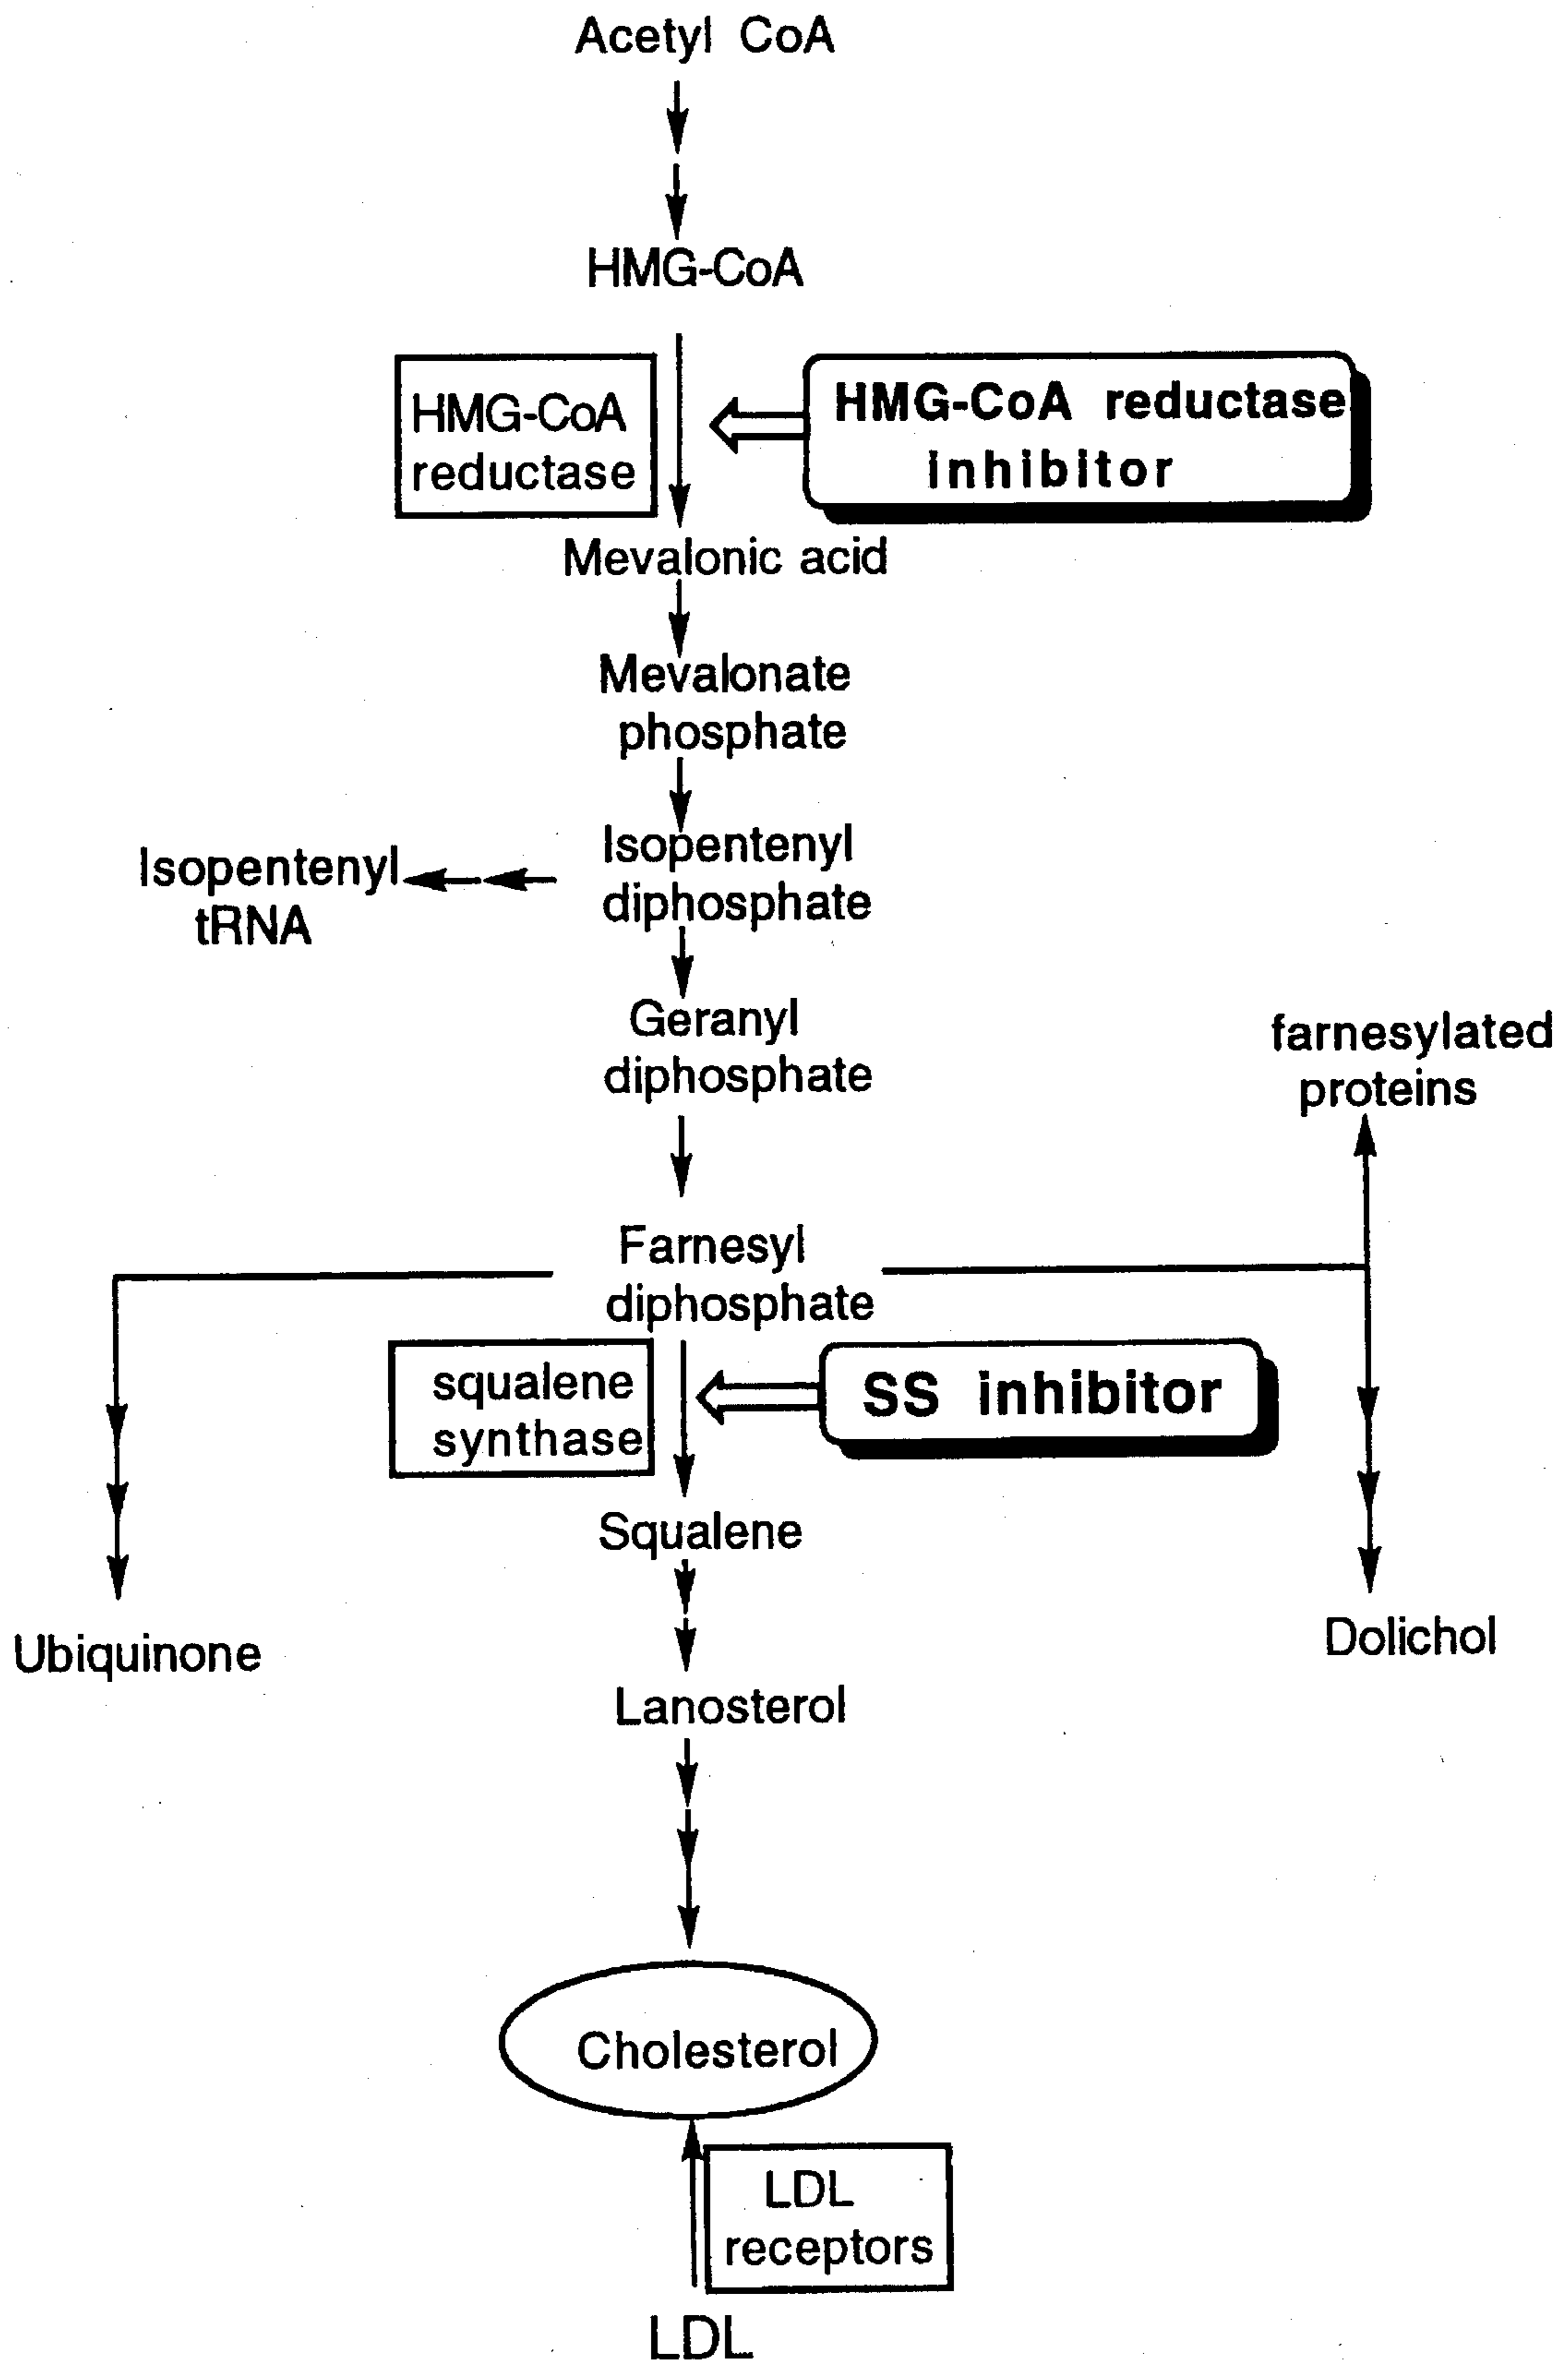 Acetyl CoA
HMG-CoA
HMG-CoA
reductase
HMG-CoA reductase
inhibitor
Mevalonic acid
Mevalonate
phosphate
Isopentenyl
diphosphate
Isopentenyl
tRNA
Geranyl
diphosphate
farnesylated
proteins
Farnesyl
diphosphate
squalene
synthase
SS inhibitor
Squalene
Ubiquinone
Dolichol
Lanosterol
Cholesterol
LDL
receptors
LDL